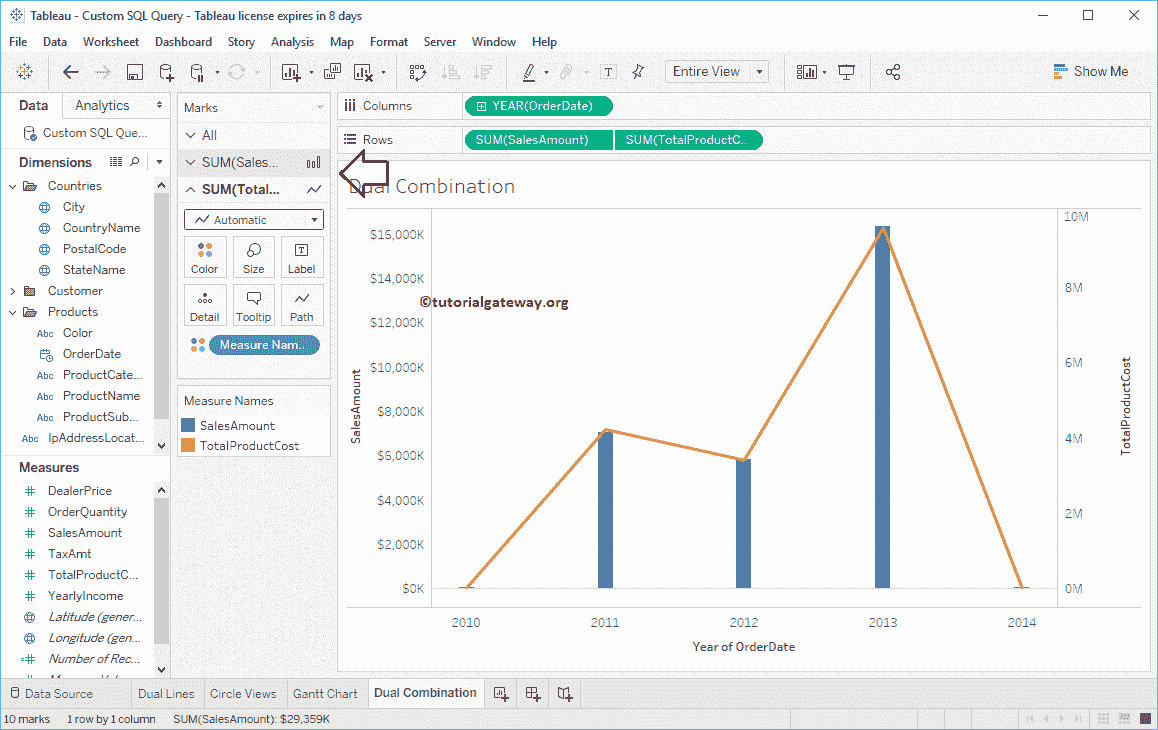 Tableau - Custom SQL Query - Tableau license expires in 8 days
File Data Worksheet Dashboard Story Analysis Map Format Server Window Help
Entire View
Show Me
Data Analytics
Custom SQL Que...
Dimensions
Countries
City
CountryName
PostalCode
StateName
Customer
Products
Abc Color
OrderDate
Abc ProductCate...
Abc ProductName
Abc ProductSub...
Abc IpAddressLocat...
Measures
DealerPrice
OrderQuantity
SalesAmount
TaxAmt
TotalProductC...
YearlyIncome
Latitude (gener...
Longitude (gen...
Number of Rec...
Marks
All
SUM(Sales...
SUM(Total...
Automatic
Color Size Label
Detail Tooltip Path
Measure Nam..
Measure Names
SalesAmount
TotalProductCost
Columns YEAR(OrderDate)
Rows SUM(SalesAmount) SUM(TotalProductC..
Dual Combination
©tutorialgateway.org
SalesAmount
$16,000K
$14,000K
$12,000K
$10,000K
$8,000K
$6,000K
$4,000K
$2,000K
$0K
10M
8M
6M
4M
2M
0M
TotalProductCost
2010 2011 2012 2013 2014
Year of OrderDate
Data Source Dual Lines Circle Views Gantt Chart Dual Combination
10 marks 1 row by 1 column SUM(SalesAmount): $29,359K